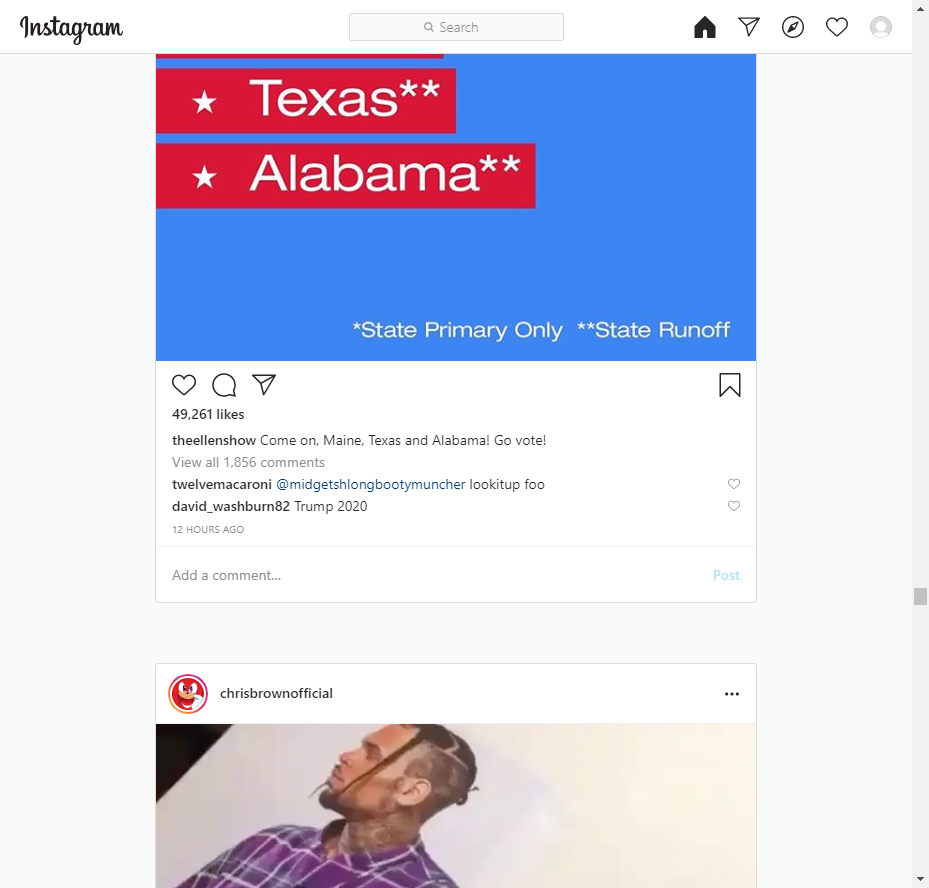 Instagram
Search
★ Texas**
★ Alabama**
*State Primary Only **State Runoff
49,261 likes
theellenshow Come on, Maine, Texas and Alabama! Go vote!
View all 1,856 comments
twelvemacaroni @midgetshlongbootymuncher lookitup foo
david_washburn82 Trump 2020
12 HOURS AGO
Add a comment...
Post
chrisbrownofficial